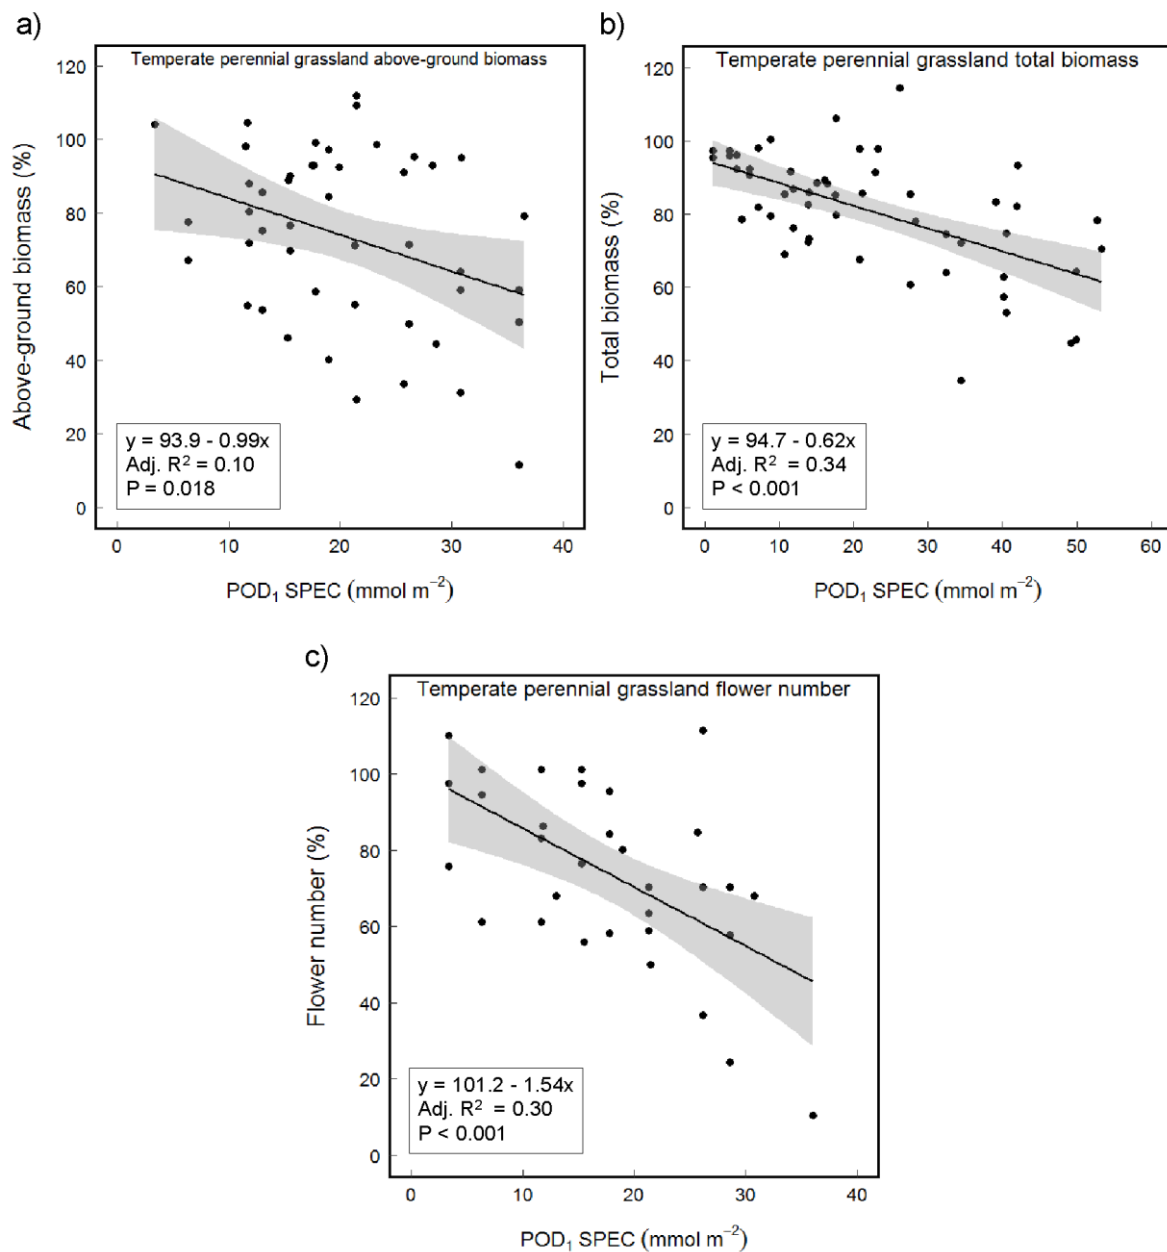 a)
Temperate perennial grassland above-ground biomass
120
100
80
60
40
20
0
Above-ground biomass (%)
y = 93.9 - 0.99x
Adj. R² = 0.10
P = 0.018
0 10 20 30 40
POD₁ SPEC (mmol m⁻²)
b)
Temperate perennial grassland total biomass
120
100
80
60
40
20
0
Total biomass (%)
y = 94.7 - 0.62x
Adj. R² = 0.34
P < 0.001
0 10 20 30 40 50 60
POD₁ SPEC (mmol m⁻²)
c)
Temperate perennial grassland flower number
120
100
80
60
40
20
0
Flower number (%)
y = 101.2 - 1.54x
Adj. R² = 0.30
P < 0.001
0 10 20 30 40
POD₁ SPEC (mmol m⁻²)